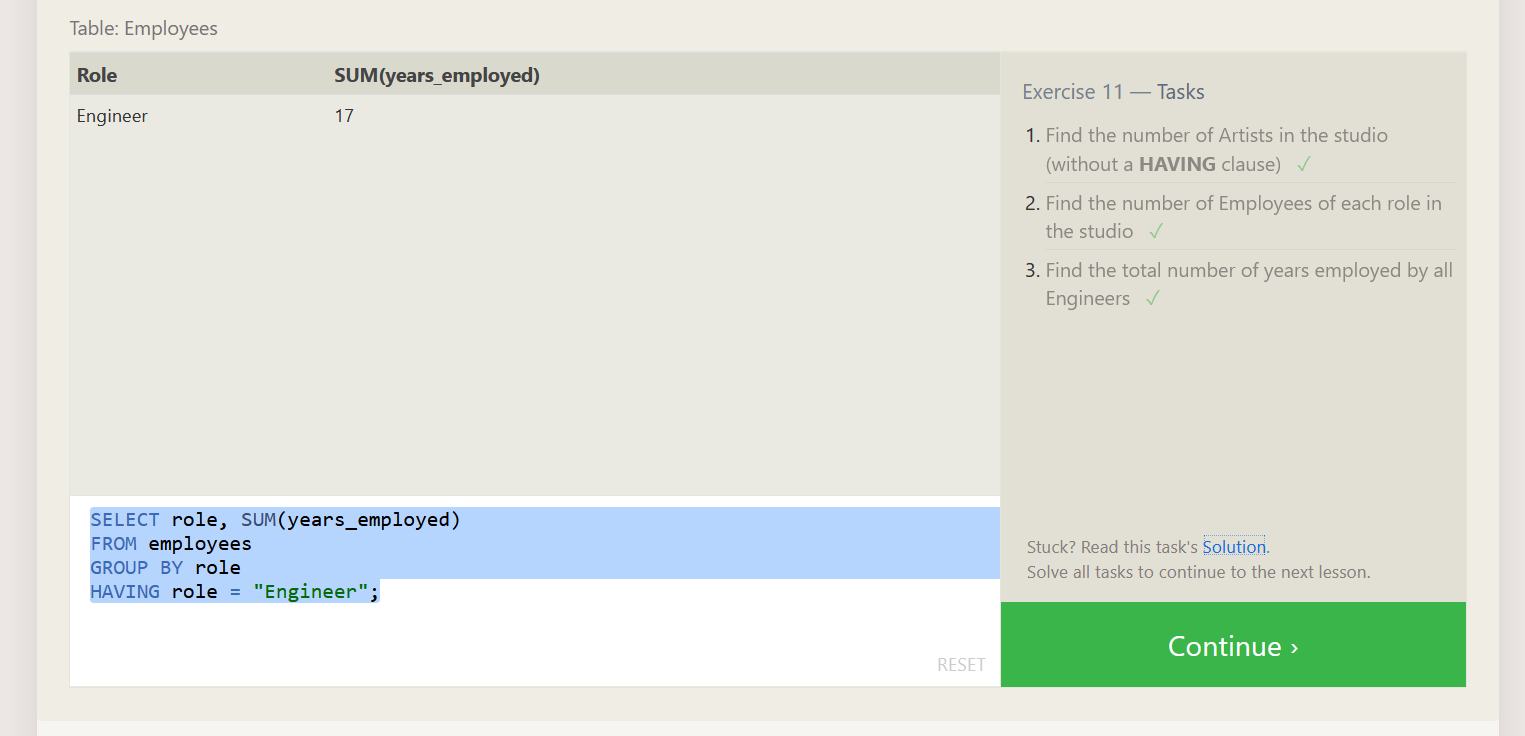 Table: Employees
Role SUM(years_employed)
Engineer 17
SELECT role, SUM(years_employed)
FROM employees
GROUP BY role
HAVING role = "Engineer";
RESET
Exercise 11 — Tasks
1. Find the number of Artists in the studio
(without a HAVING clause) ✓
2. Find the number of Employees of each role in
the studio ✓
3. Find the total number of years employed by all
Engineers ✓
Stuck? Read this task's Solution.
Solve all tasks to continue to the next lesson.
Continue ›